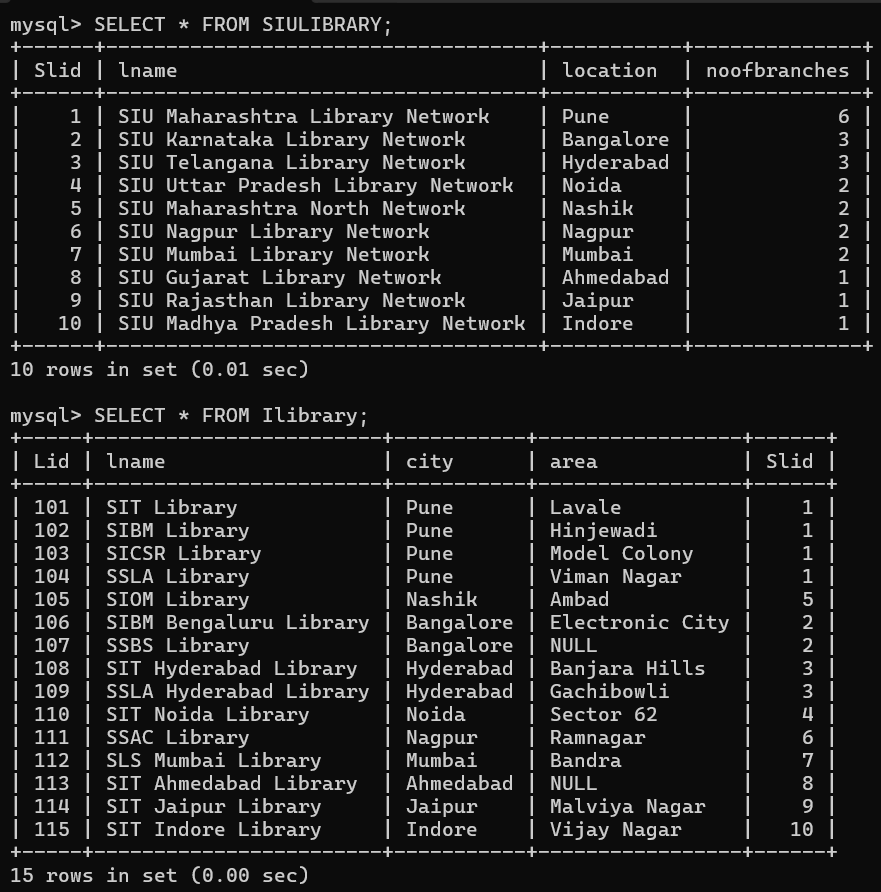 mysql> SELECT * FROM SIULIBRARY;
+------+------------------------------------+-----------+--------------+
| Slid | lname                              | location  | noofbranches |
+------+------------------------------------+-----------+--------------+
|    1 | SIU Maharashtra Library Network    | Pune      |            6 |
|    2 | SIU Karnataka Library Network      | Bangalore |            3 |
|    3 | SIU Telangana Library Network      | Hyderabad |            3 |
|    4 | SIU Uttar Pradesh Library Network  | Noida     |            2 |
|    5 | SIU Maharashtra North Network      | Nashik    |            2 |
|    6 | SIU Nagpur Library Network         | Nagpur    |            2 |
|    7 | SIU Mumbai Library Network         | Mumbai    |            2 |
|    8 | SIU Gujarat Library Network        | Ahmedabad |            1 |
|    9 | SIU Rajasthan Library Network      | Jaipur    |            1 |
|   10 | SIU Madhya Pradesh Library Network | Indore    |            1 |
+------+------------------------------------+-----------+--------------+
10 rows in set (0.01 sec)

mysql> SELECT * FROM Ilibrary;
+-----+------------------------+-----------+-----------------+------+
| Lid | lname                  | city      | area            | Slid |
+-----+------------------------+-----------+-----------------+------+
| 101 | SIT Library            | Pune      | Lavale          |    1 |
| 102 | SIBM Library           | Pune      | Hinjewadi       |    1 |
| 103 | SICSR Library          | Pune      | Model Colony    |    1 |
| 104 | SSLA Library           | Pune      | Viman Nagar     |    1 |
| 105 | SIOM Library           | Nashik    | Ambad           |    5 |
| 106 | SIBM Bengaluru Library | Bangalore | Electronic City |    2 |
| 107 | SSBS Library           | Bangalore | NULL            |    2 |
| 108 | SIT Hyderabad Library  | Hyderabad | Banjara Hills   |    3 |
| 109 | SSLA Hyderabad Library | Hyderabad | Gachibowli      |    3 |
| 110 | SIT Noida Library      | Noida     | Sector 62       |    4 |
| 111 | SSAC Library           | Nagpur    | Ramnagar        |    6 |
| 112 | SLS Mumbai Library     | Mumbai    | Bandra          |    7 |
| 113 | SIT Ahmedabad Library  | Ahmedabad | NULL            |    8 |
| 114 | SIT Jaipur Library     | Jaipur    | Malviya Nagar   |    9 |
| 115 | SIT Indore Library     | Indore    | Vijay Nagar     |   10 |
+-----+------------------------+-----------+-----------------+------+
15 rows in set (0.00 sec)